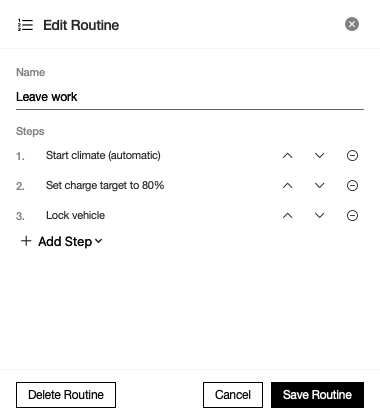 Edit Routine
Name
Leave work
Steps
1. Start climate (automatic)
2. Set charge target to 80%
3. Lock vehicle
Add Step
Delete Routine Cancel Save Routine